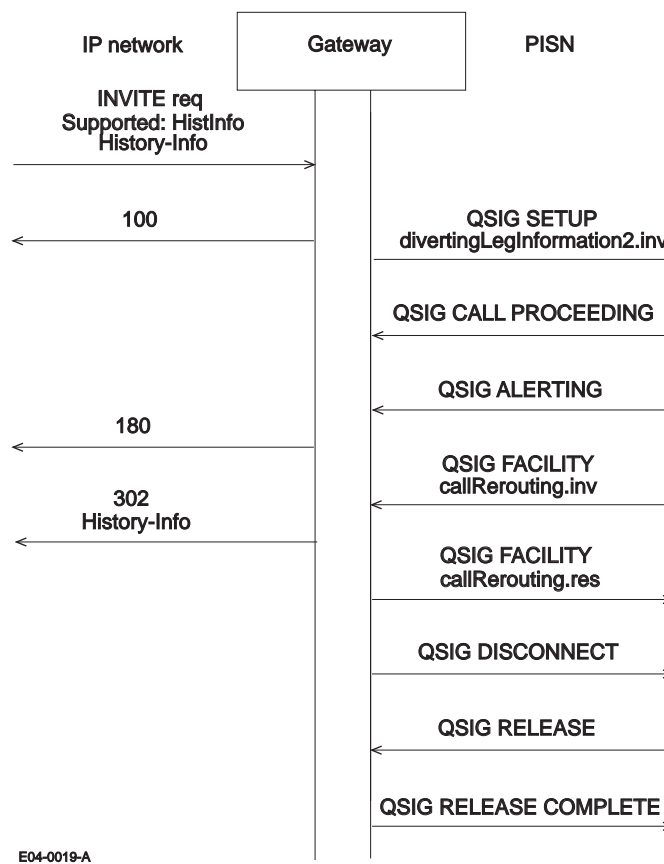 IP network
Gateway
PISN
INVITE req
Supported: HistInfo
History-Info
100
QSIG SETUP
divertingLegInformation2.inv
QSIG CALL PROCEEDING
QSIG ALERTING
180
QSIG FACILITY
callRerouting.inv
302
History-Info
QSIG FACILITY
callRerouting.res
QSIG DISCONNECT
QSIG RELEASE
QSIG RELEASE COMPLETE
E04-0019-A